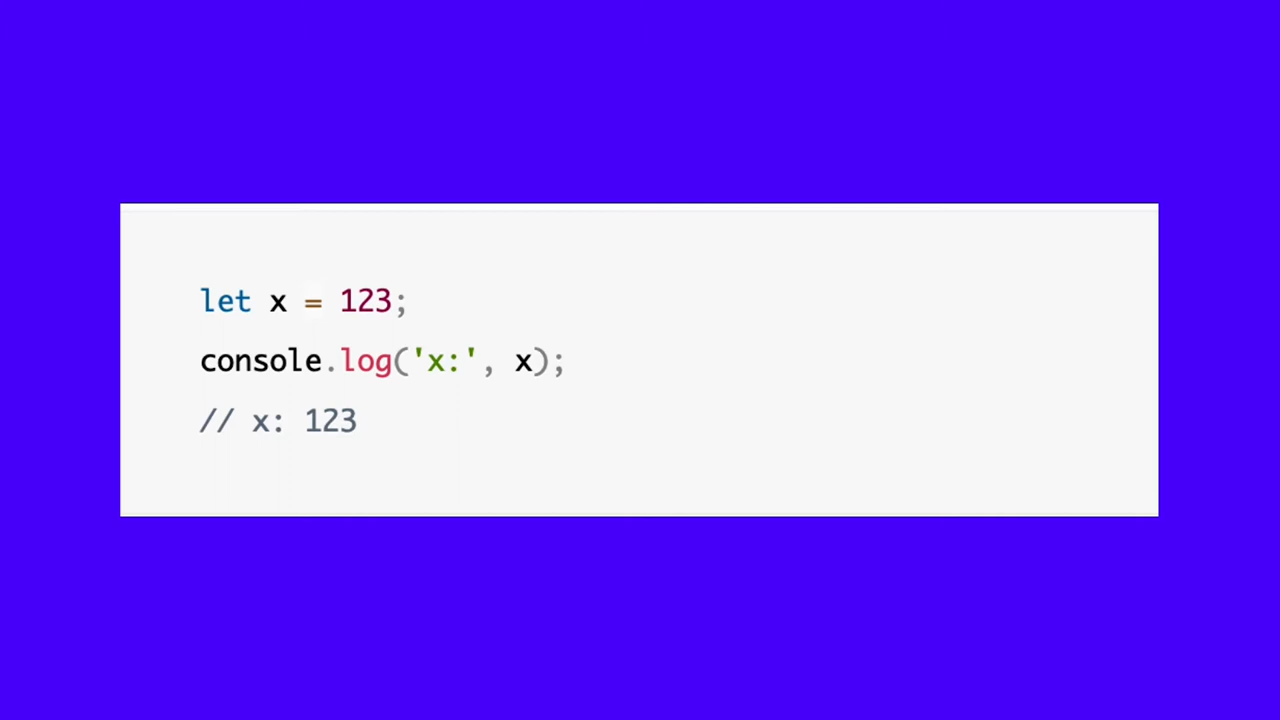 let x = 123;
console.log('x:', x);
// x: 123